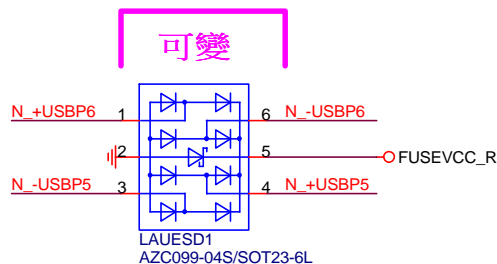 可變
N_+USBP6 1 6 N_-USBP6
2 5 FUSEVCC_R
N_-USBP5 3 4 N_+USBP5
LAUESD1
AZC099-04S/SOT23-6L